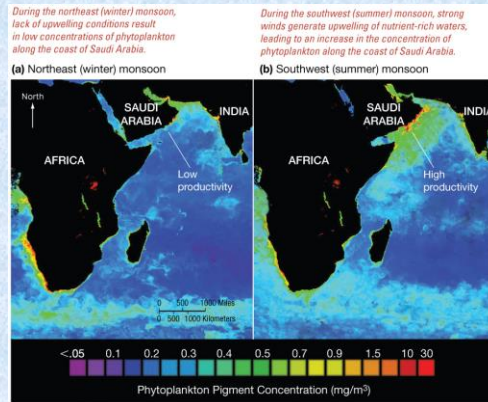 During the northeast (winter) monsoon,
lack of upwelling conditions result
in low concentrations of phytoplankton
along the coast of Saudi Arabia.
(a) Northeast (winter) monsoon
North
SAUDI
ARABIA
INDIA
AFRICA
Low
productivity
0 500 1000 Miles
0 500 1000 Kilometers
During the southwest (summer) monsoon, strong
winds generate upwelling of nutrient-rich waters,
leading to an increase in the concentration of
phytoplankton along the coast of Saudi Arabia.
(b) Southwest (summer) monsoon
SAUDI
ARABIA
INDIA
AFRICA
High
productivity
<.05 0.1 0.2 0.3 0.4 0.5 0.7 0.9 1.5 10 30
Phytoplankton Pigment Concentration (mg/m³)